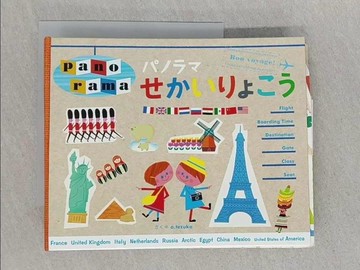 Bon voyage!
pano
rama
パノラマ
せかいりょこう
Flight
Boarding Time
Destination
Gate
Class
Seat
France United Kingdom Italy Netherlands Russia Arctic Egypt China Mexico United States of America